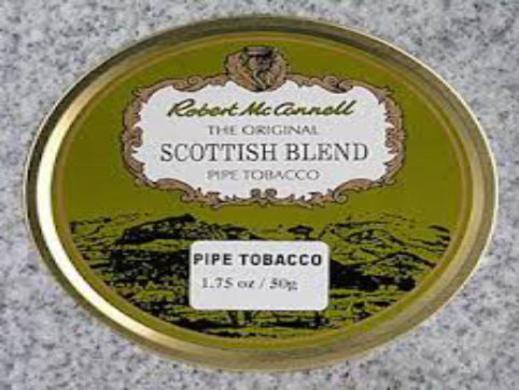 Robert McConnell
THE ORIGINAL
SCOTTISH BLEND
PIPE TOBACCO
PIPE TOBACCO
1.75 oz / 50g